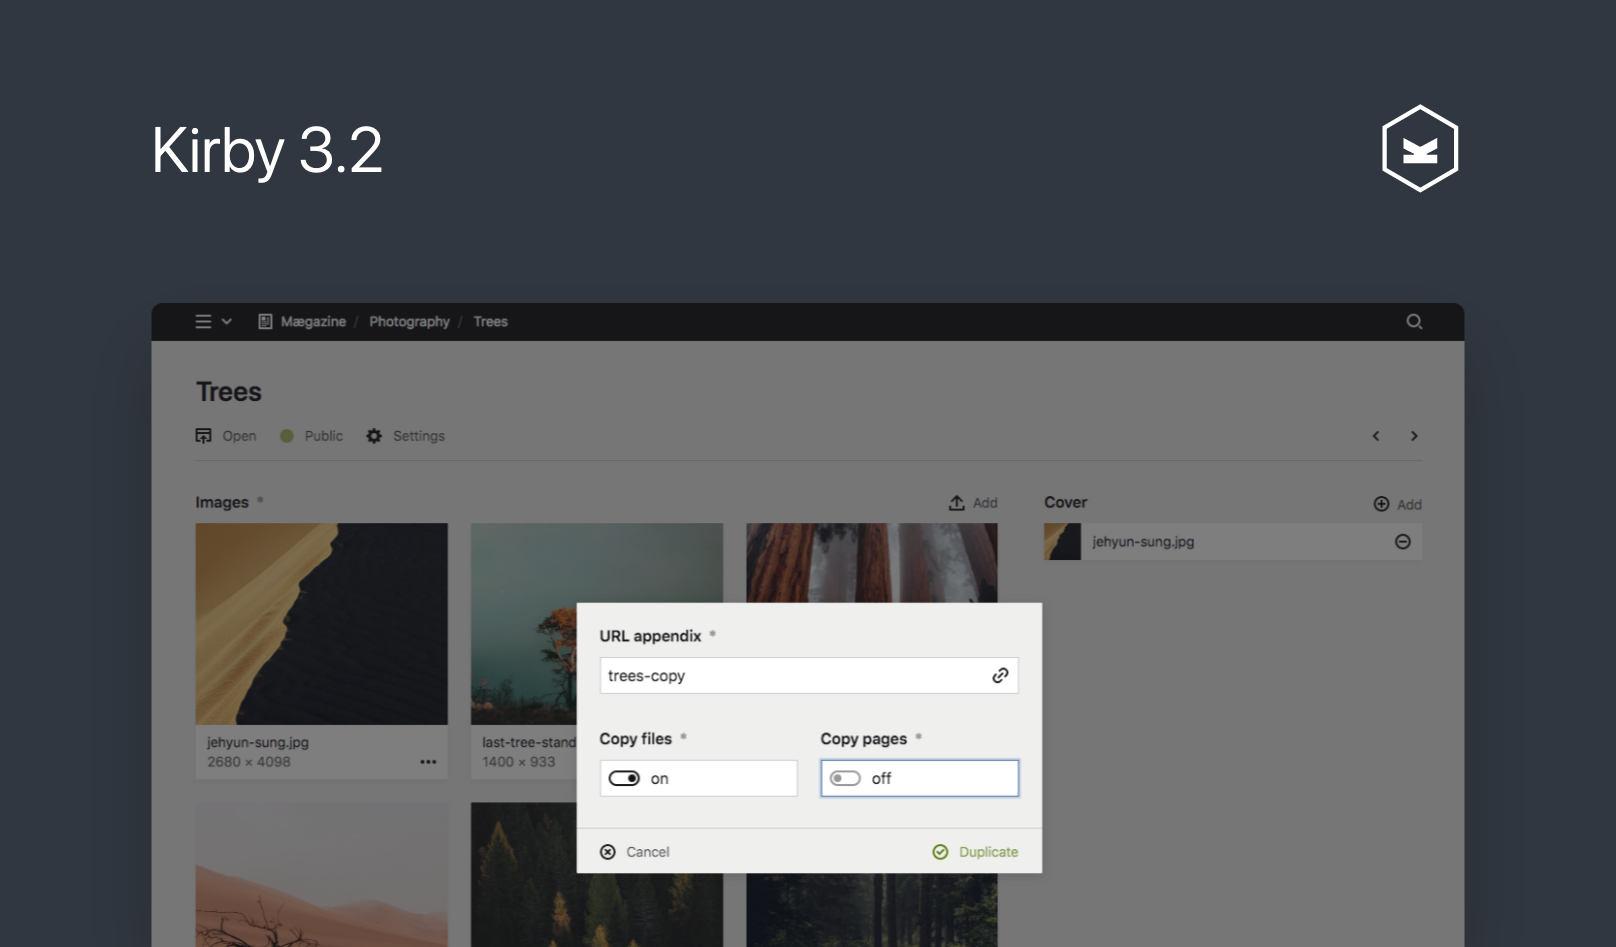 Kirby 3.2
Mægazine / Photography / Trees
Trees
Open Public Settings
Images * Add
Cover Add
jehyun-sung.jpg
jehyun-sung.jpg
2680 × 4098
last-tree-stand
1400 × 933
URL appendix *
trees-copy
Copy files * Copy pages *
on off
Cancel Duplicate